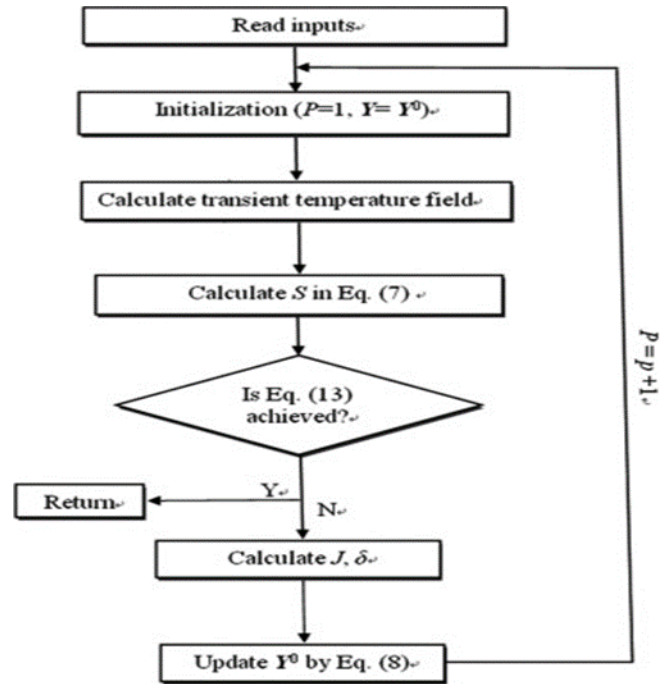 Read inputs
Initialization (P=1, Y= Y⁰)
Calculate transient temperature field
Calculate S in Eq. (7)
Is Eq. (13)
achieved?
Y
Return
N
Calculate J, δ
Update Y⁰ by Eq. (8)
P=p+1